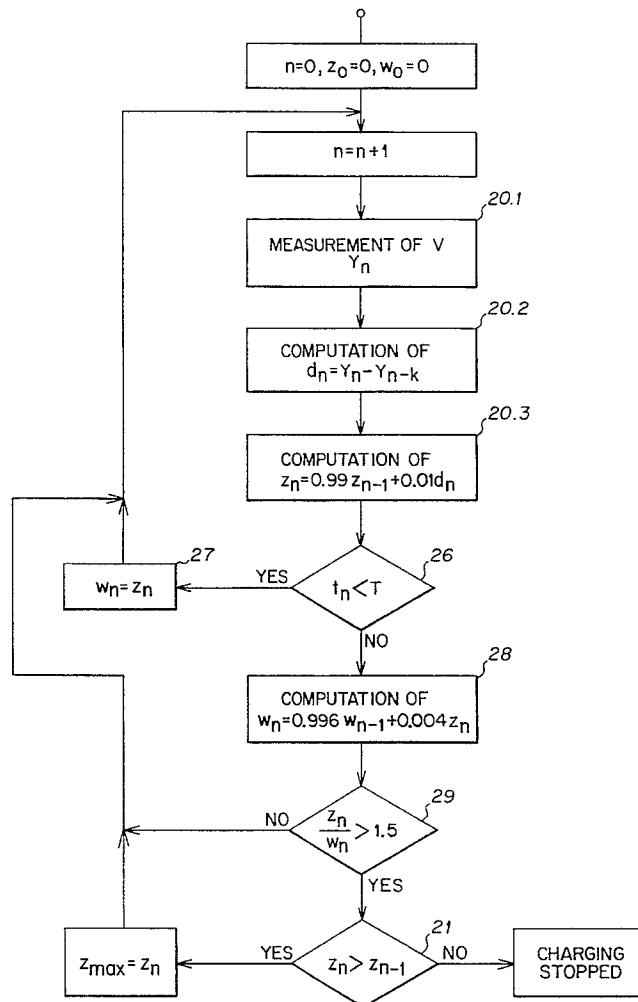 n=0, z₀=0, w₀=0
n=n+1
20.1
MEASUREMENT OF V
Yₙ
20.2
COMPUTATION OF
dₙ=Yₙ-Yₙ₋ₖ
20.3
COMPUTATION OF
zₙ=0.99 zₙ₋₁+0.01dₙ
27
wₙ=zₙ
YES
26
tₙ<T
NO
28
COMPUTATION OF
wₙ=0.996 wₙ₋₁+0.004zₙ
29
NO
zₙ
wₙ >1.5
YES
21
zmax=zₙ
YES
zₙ>zₙ₋₁
NO
CHARGING
STOPPED